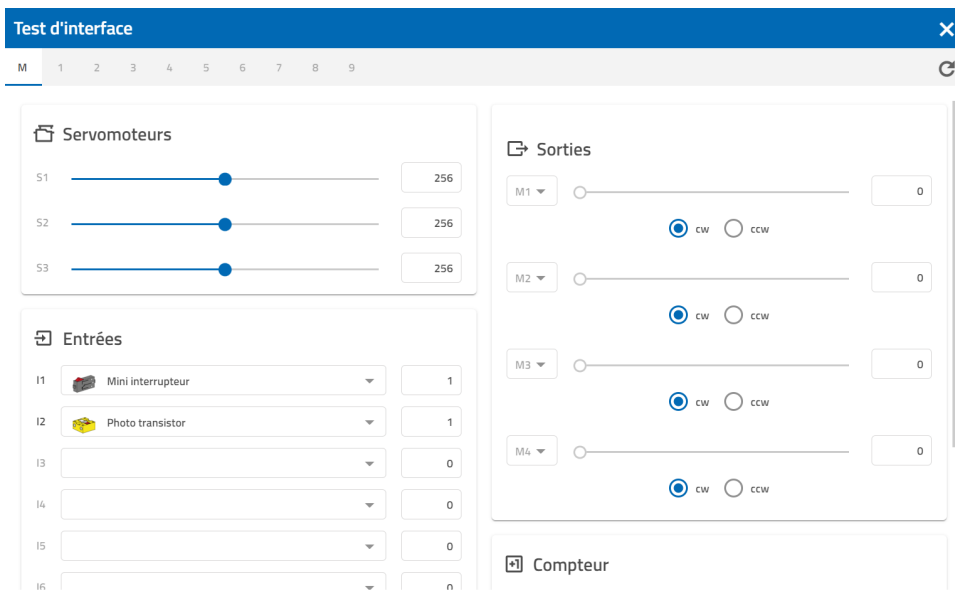 Test d'interface
M 1 2 3 4 5 6 7 8 9
Servomoteurs
S1 256
S2 256
S3 256
Entrées
I1 Mini interrupteur 1
I2 Photo transistor 1
I3 0
I4 0
I5 0
I6 0
Sorties
M1 0
cw ccw
M2 0
cw ccw
M3 0
cw ccw
M4 0
cw ccw
Compteur